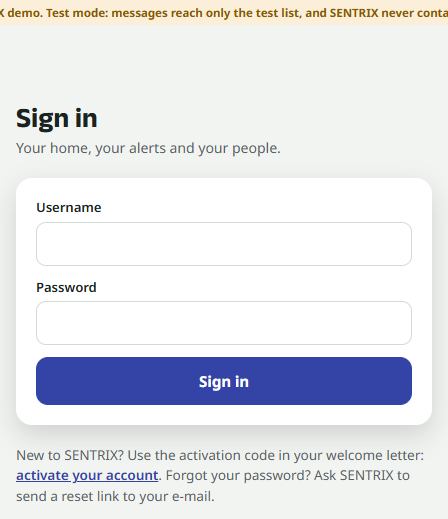 X demo. Test mode: messages reach only the test list, and SENTRIX never conta
Sign in
Your home, your alerts and your people.
Username
Password
Sign in
New to SENTRIX? Use the activation code in your welcome letter:
activate your account. Forgot your password? Ask SENTRIX to
send a reset link to your e-mail.